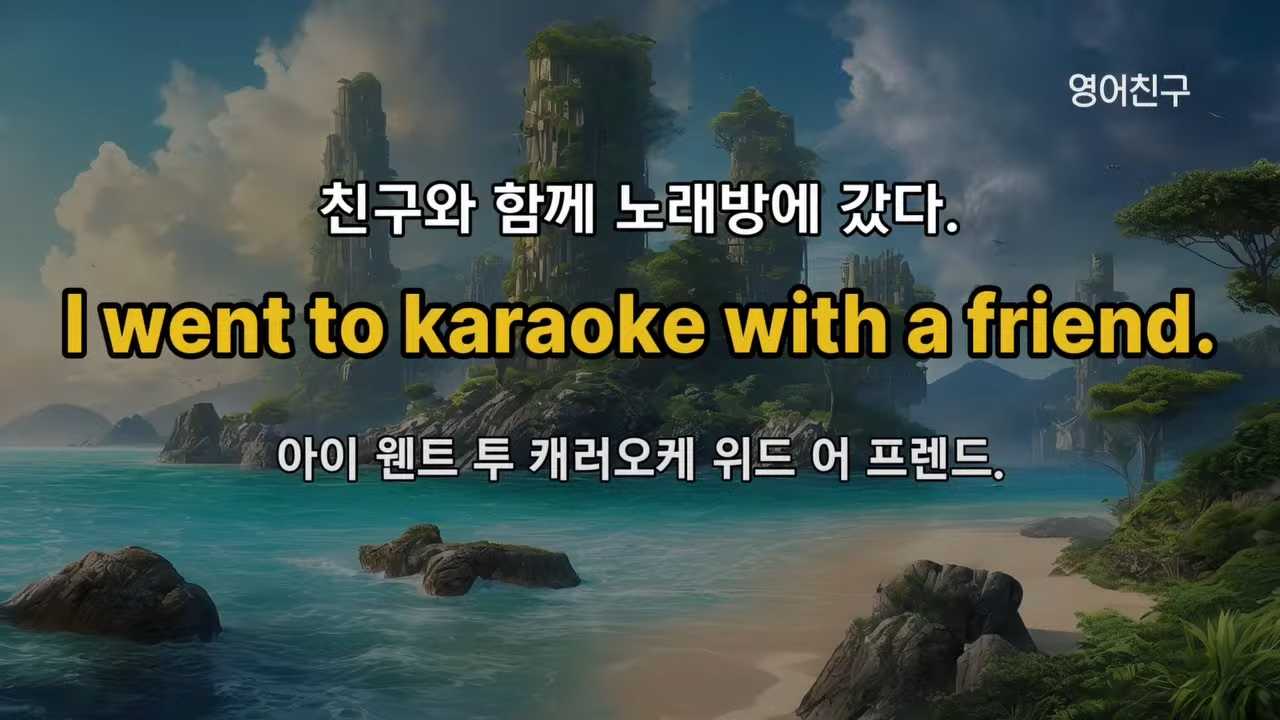 영어친구
친구와 함께 노래방에 갔다.
I went to karaoke with a friend.
아이 웬트 투 캐러오케 위드 어 프렌드.